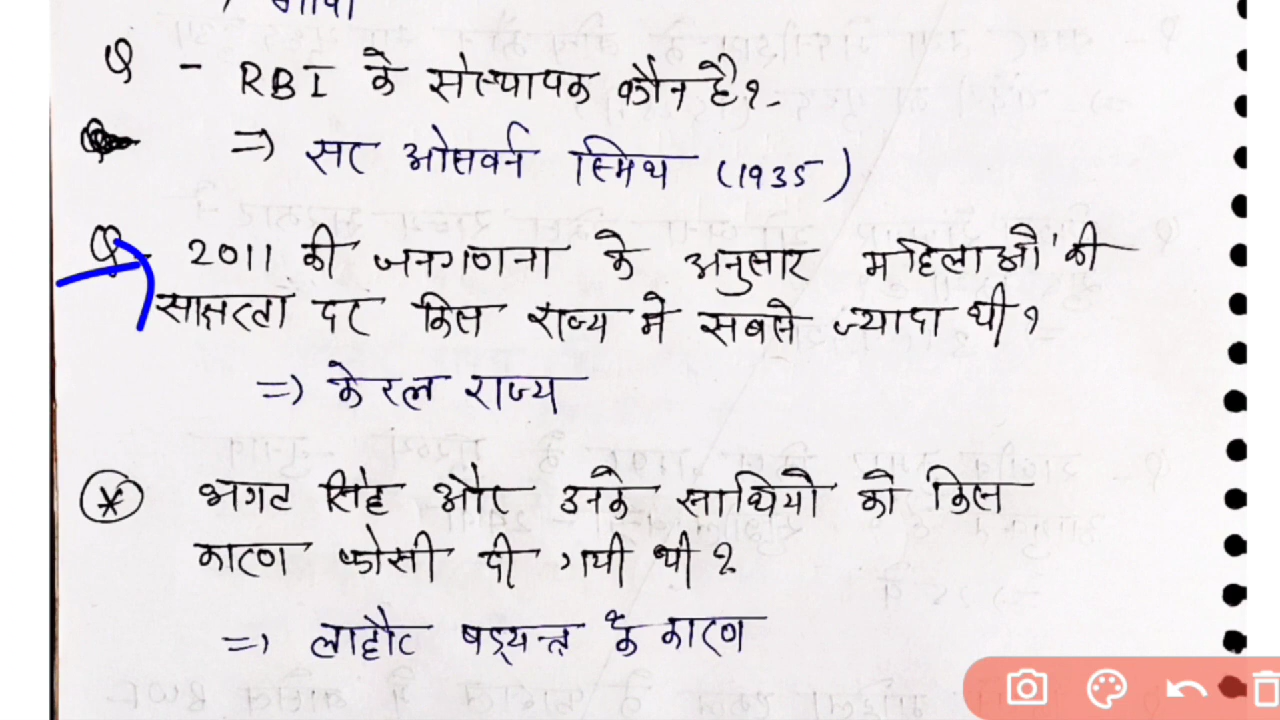 Q - RBI के संस्थापक कौन है?
=> सर ओसबर्न स्मिथ (1935)
Q - 2011 की जनगणना के अनुसार महिलाओं की
साक्षरता दर किस राज्य में सबसे ज्यादा थी?
=> केरल राज्य
* भगत सिंह और उनके साथियो को किस
कारण फांसी दी गयी थी?
=> लाहौर षड्यन्त्र के कारण